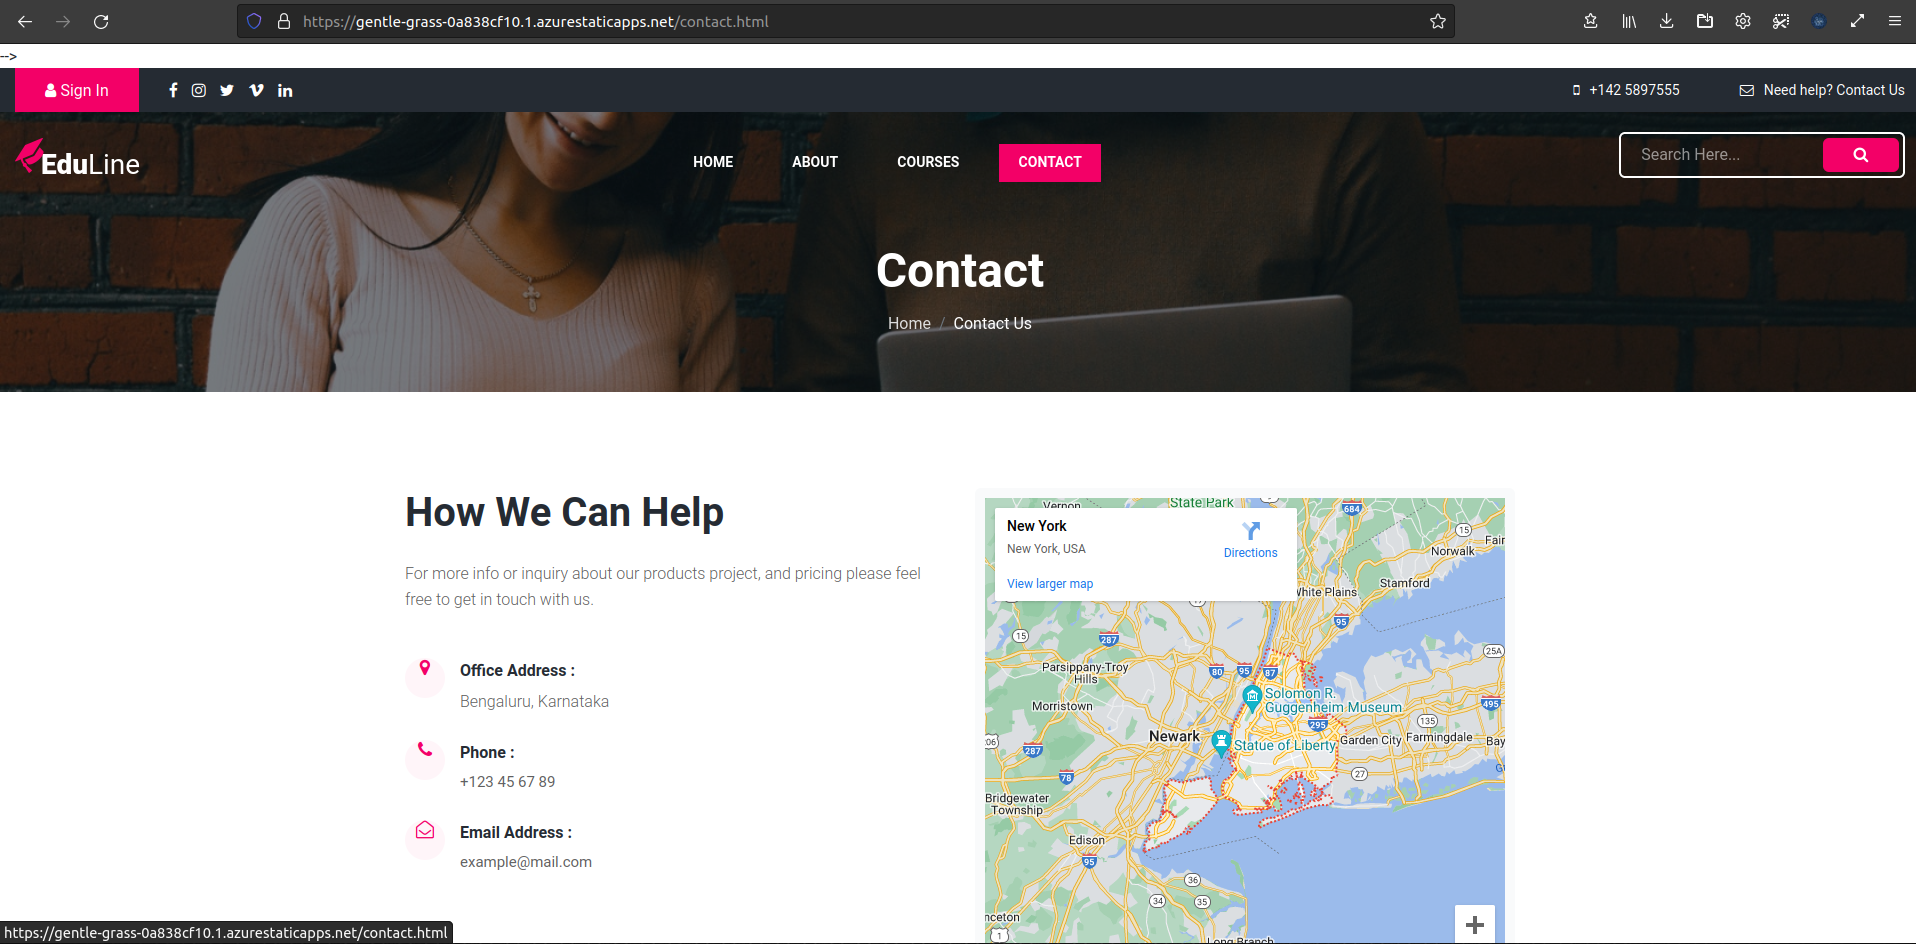 https://gentle-grass-0a838cf10.1.azurestaticapps.net/contact.html
-->
Sign In
+142 5897555
Need help? Contact Us
EduLine
HOME
ABOUT
COURSES
CONTACT
Search Here...
Contact
Home / Contact Us
How We Can Help
For more info or inquiry about our products project, and pricing please feel
free to get in touch with us.
Office Address :
Bengaluru, Karnataka
Phone :
+123 45 67 89
Email Address :
example@mail.com
New York
New York, USA
Directions
View larger map
State Park
Vernon
684
15
Norwalk
Fair
Stamford
White Plains
95
15
287
25A
Parsippany-Troy
Hills
80
95
87
Solomon R.
Guggenheim Museum
495
Morristown
295
135
Newark
Statue of Liberty
Garden City
Farmingdale
Bay
206
287
27
78
Bridgewater
Township
Edison
95
36
34
35
nceton
1
Long Branch
https://gentle-grass-0a838cf10.1.azurestaticapps.net/contact.html